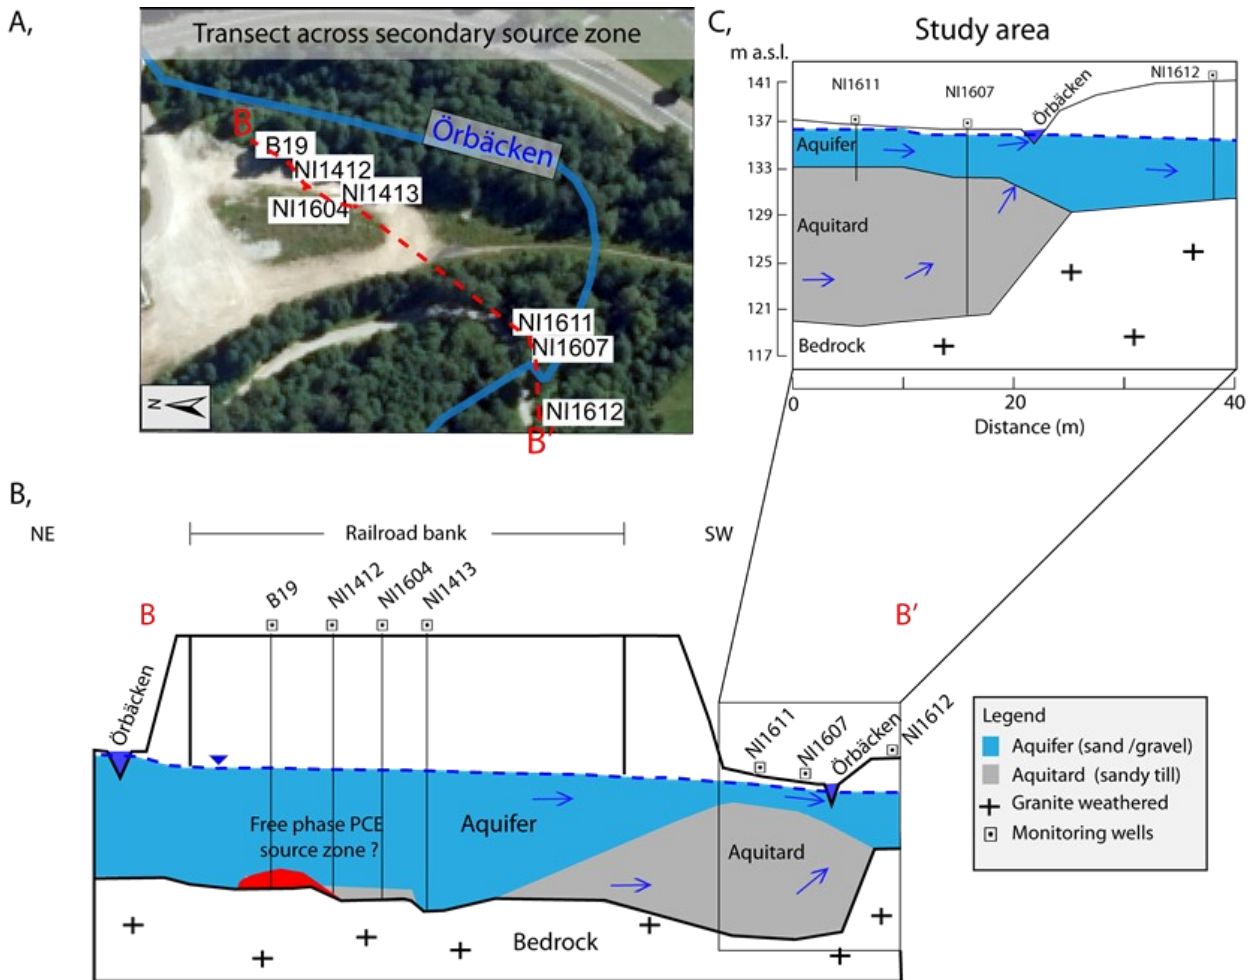 A,
Transect across secondary source zone
B
B19
Örbäcken
NI1412
NI1413
NI1604
NI1611
NI1607
NI1612
B'
N
C,
Study area
m a.s.l.
141
137
133
129
125
121
117
NI1611
NI1607
Örbäcken
NI1612
Aquifer
Aquitard
Bedrock
0
20
40
Distance (m)
B,
NE
Railroad bank
SW
B
B19
NI1412
NI1604
NI1413
B'
Örbäcken
NI1611
NI1607
Örbäcken
NI1612
Free phase PCE
source zone ?
Aquifer
Aquitard
Bedrock
Legend
Aquifer (sand /gravel)
Aquitard (sandy till)
Granite weathered
Monitoring wells